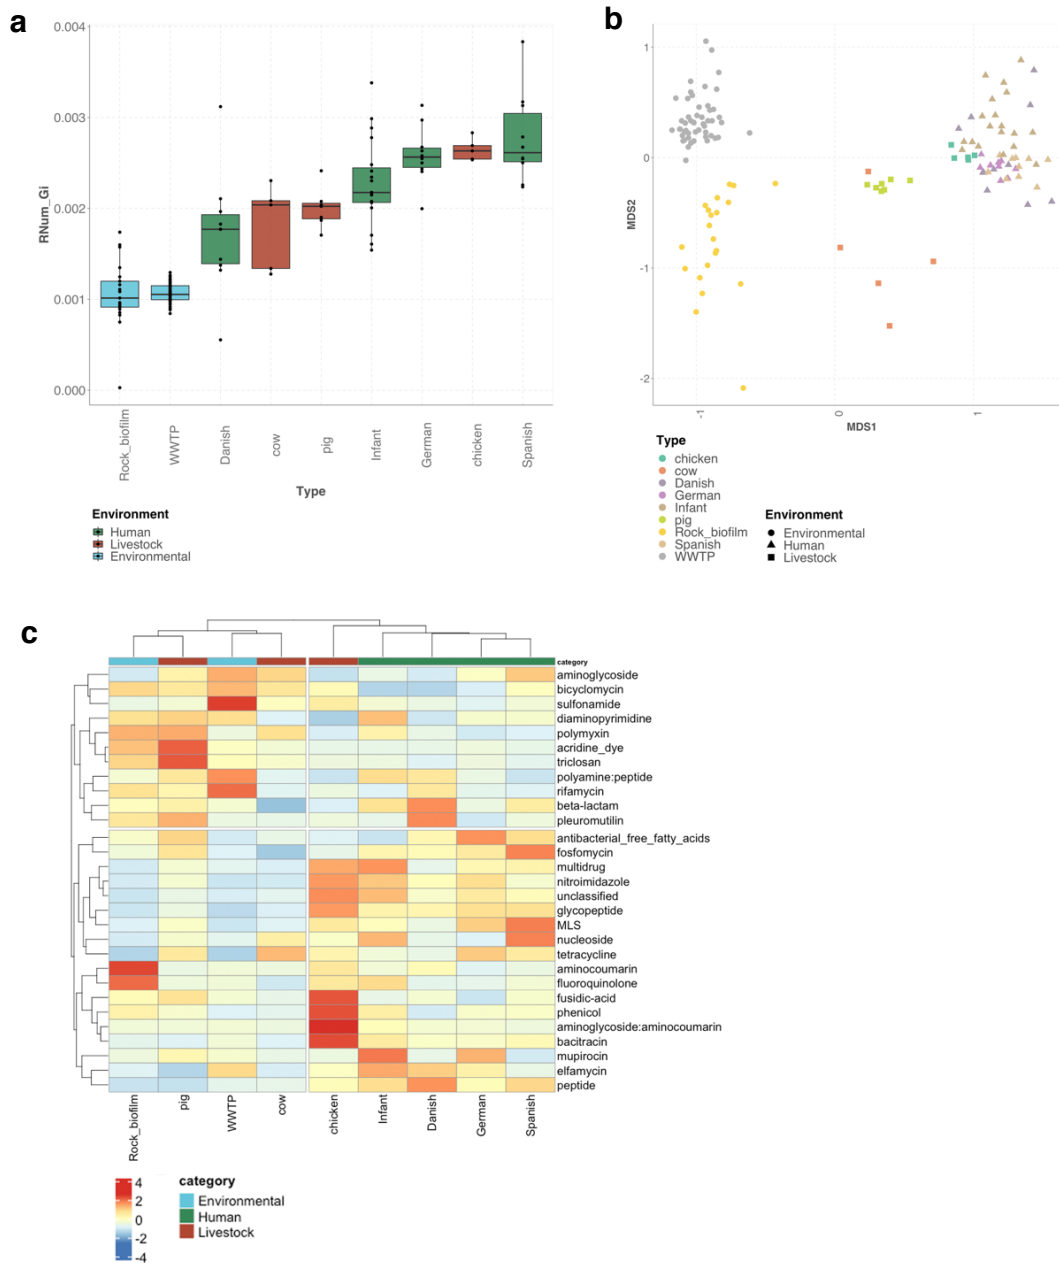 a
0.004
0.003
0.002
0.001
0.000
RNum_Gi
Rock_biofilm
WWTP
Danish
cow
pig
Infant
German
chicken
Spanish
Type
Environment
Human
Livestock
Environmental
b
1
0
-1
-2
MDS2
-1
0
1
MDS1
Type
chicken
cow
Danish
German
Infant
pig
Rock_biofilm
Spanish
WWTP
Environment
Environmental
Human
Livestock
c
category
aminoglycoside
bicyclomycin
sulfonamide
diaminopyrimidine
polymyxin
acridine_dye
triclosan
polyamine:peptide
rifamycin
beta-lactam
pleuromutilin
antibacterial_free_fatty_acids
fosfomycin
multidrug
nitroimidazole
unclassified
glycopeptide
MLS
nucleoside
tetracycline
aminocoumarin
fluoroquinolone
fusidic-acid
phenicol
aminoglycoside:aminocoumarin
bacitracin
mupirocin
elfamycin
peptide
Rock_biofilm
pig
WWTP
cow
chicken
Infant
Danish
German
Spanish
4
2
0
-2
-4
category
Environmental
Human
Livestock